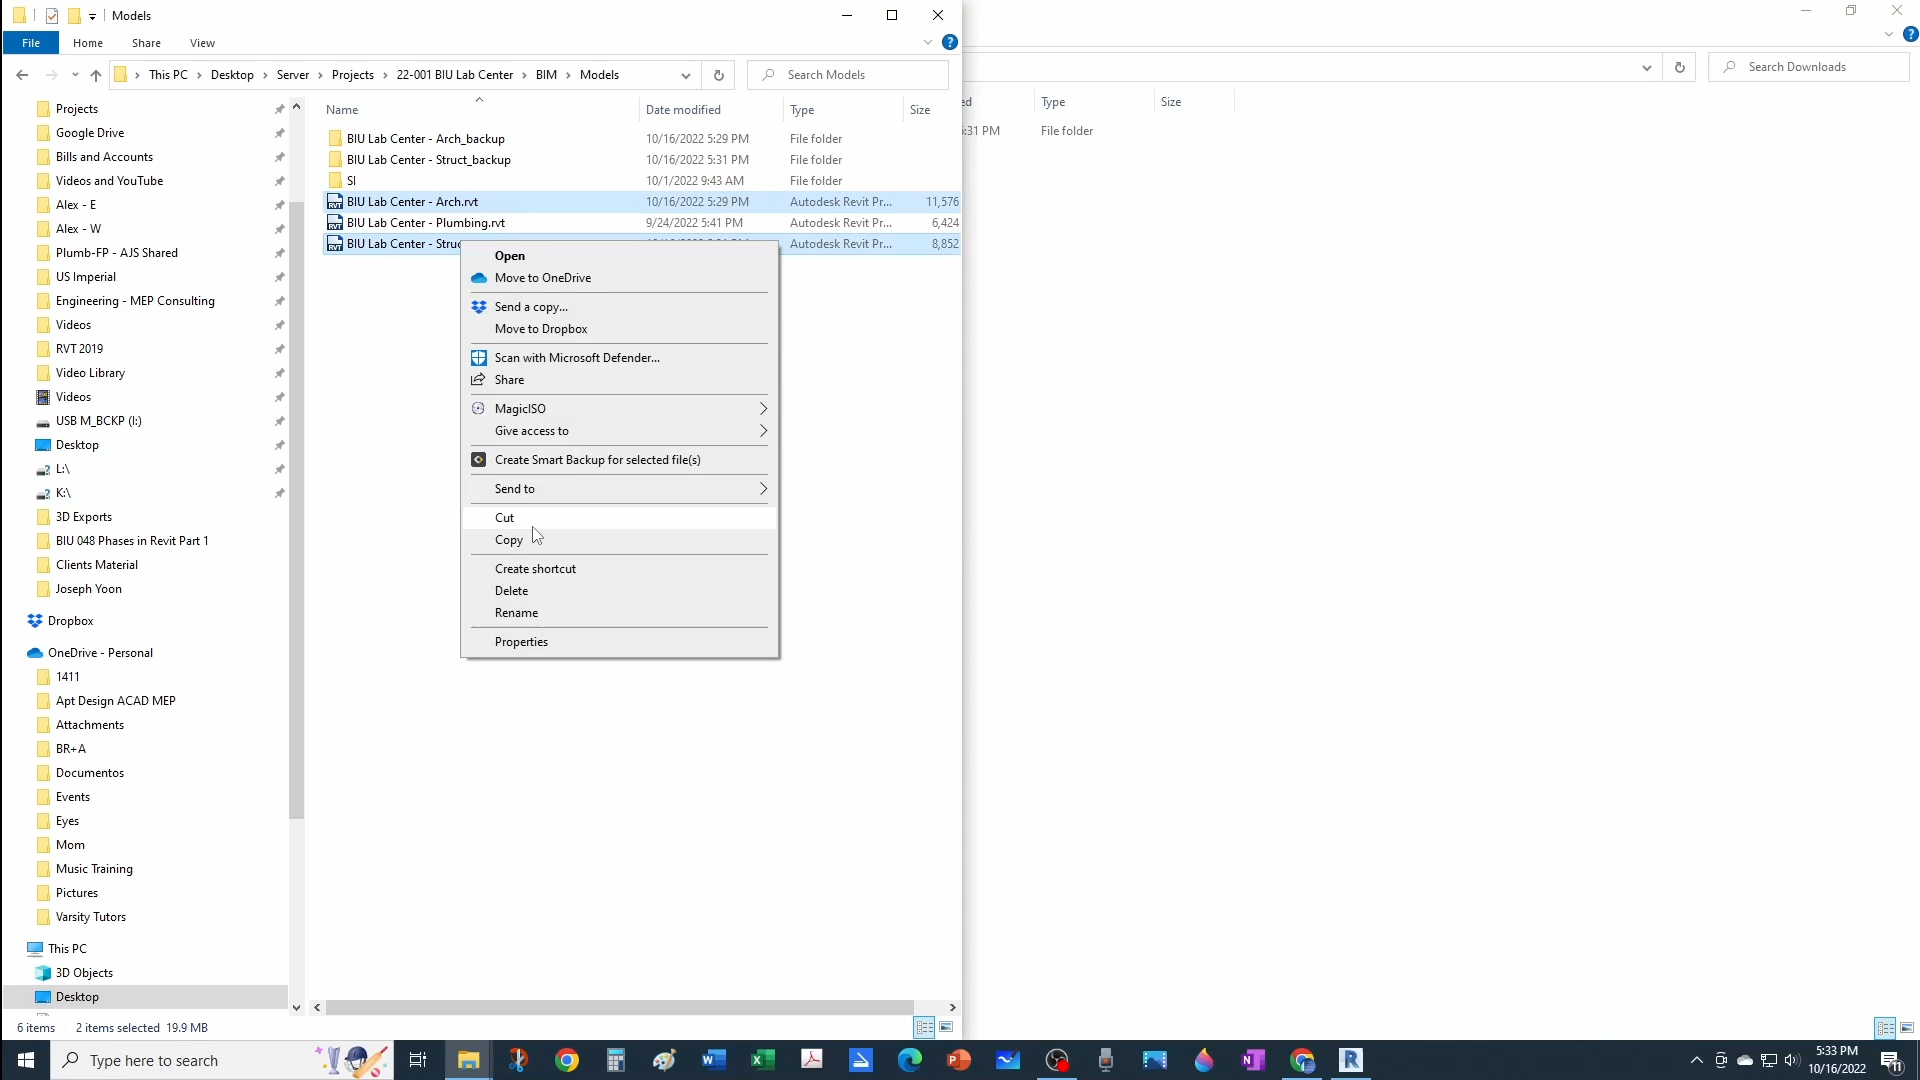 Models
File Home Share View
This PC Desktop Server Projects 22-001 BIU Lab Center BIM Models
Search Models
Search Downloads
Name Date modified Type Size
ed Type Size
BIU Lab Center - Arch_backup 10/16/2022 5:29 PM File folder
BIU Lab Center - Struct_backup 10/16/2022 5:31 PM File folder
SI 10/1/2022 9:43 AM File folder
BIU Lab Center - Arch.rvt 10/16/2022 5:29 PM Autodesk Revit Pr... 11,576
BIU Lab Center - Plumbing.rvt 9/24/2022 5:41 PM Autodesk Revit Pr... 6,424
BIU Lab Center - Struc Autodesk Revit Pr... 8,852
:31 PM File folder
Open
Move to OneDrive
Send a copy...
Move to Dropbox
Scan with Microsoft Defender...
Share
MagicISO
Give access to
Create Smart Backup for selected file(s)
Send to
Cut
Copy
Create shortcut
Delete
Rename
Properties
Projects
Google Drive
Bills and Accounts
Videos and YouTube
Alex - E
Alex - W
Plumb-FP - AJS Shared
US Imperial
Engineering - MEP Consulting
Videos
RVT 2019
Video Library
Videos
USB M_BCKP (I:)
Desktop
L:\
K:\
3D Exports
BIU 048 Phases in Revit Part 1
Clients Material
Joseph Yoon
Dropbox
OneDrive - Personal
1411
Apt Design ACAD MEP
Attachments
BR+A
Documentos
Events
Eyes
Mom
Music Training
Pictures
Varsity Tutors
This PC
3D Objects
Desktop
6 items 2 items selected 19.9 MB
Type here to search
5:33 PM
10/16/2022
11